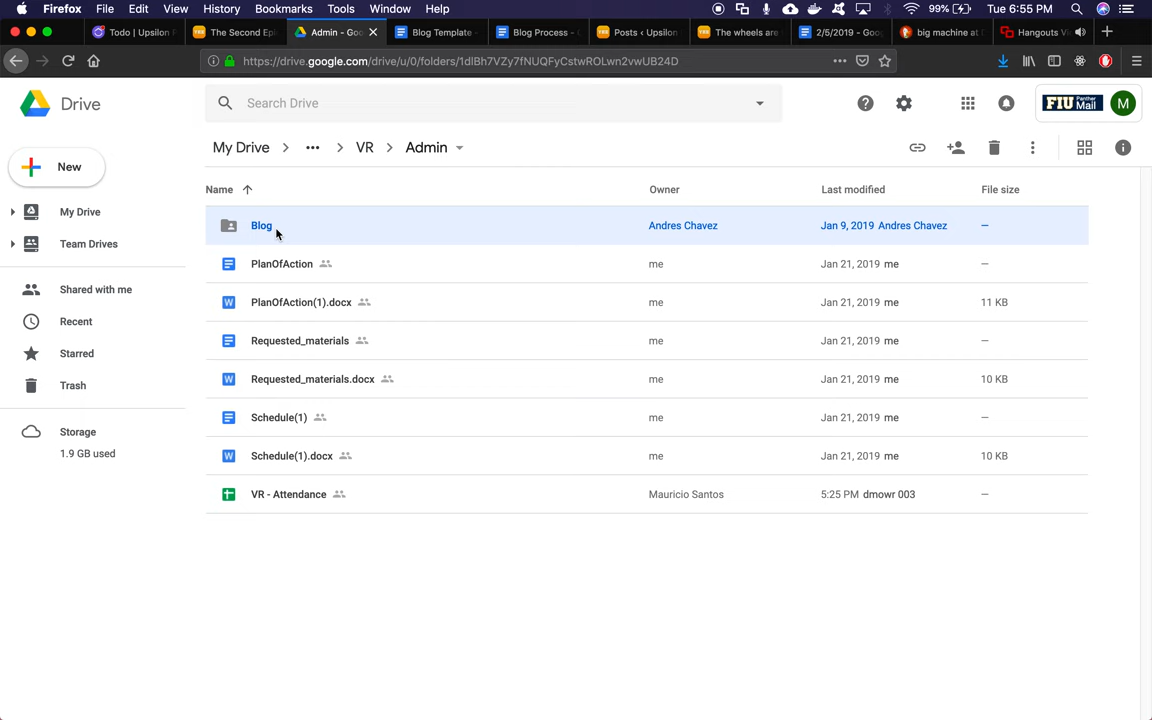 Firefox File Edit View History Bookmarks Tools Window Help 99% Tue 6:55 PM
Todo | Upsilon P The Second Epi Admin - Goo Blog Template - Blog Process - G Posts ‹ Upsilon The wheels are 2/5/2019 - Goog big machine at D Hangouts Vi
https://drive.google.com/drive/u/0/folders/1dlBh7VZy7fNUQFyCstwROLwn2vwUB24D
Drive Search Drive FIU Panther Mail M
My Drive ... VR Admin
New
Name Owner Last modified File size
My Drive
Team Drives
Shared with me
Recent
Starred
Trash
Storage
1.9 GB used
Blog Andres Chavez Jan 9, 2019 Andres Chavez —
PlanOfAction me Jan 21, 2019 me —
PlanOfAction(1).docx me Jan 21, 2019 me 11 KB
Requested_materials me Jan 21, 2019 me —
Requested_materials.docx me Jan 21, 2019 me 10 KB
Schedule(1) me Jan 21, 2019 me —
Schedule(1).docx me Jan 21, 2019 me 10 KB
VR - Attendance Mauricio Santos 5:25 PM dmowr 003 —